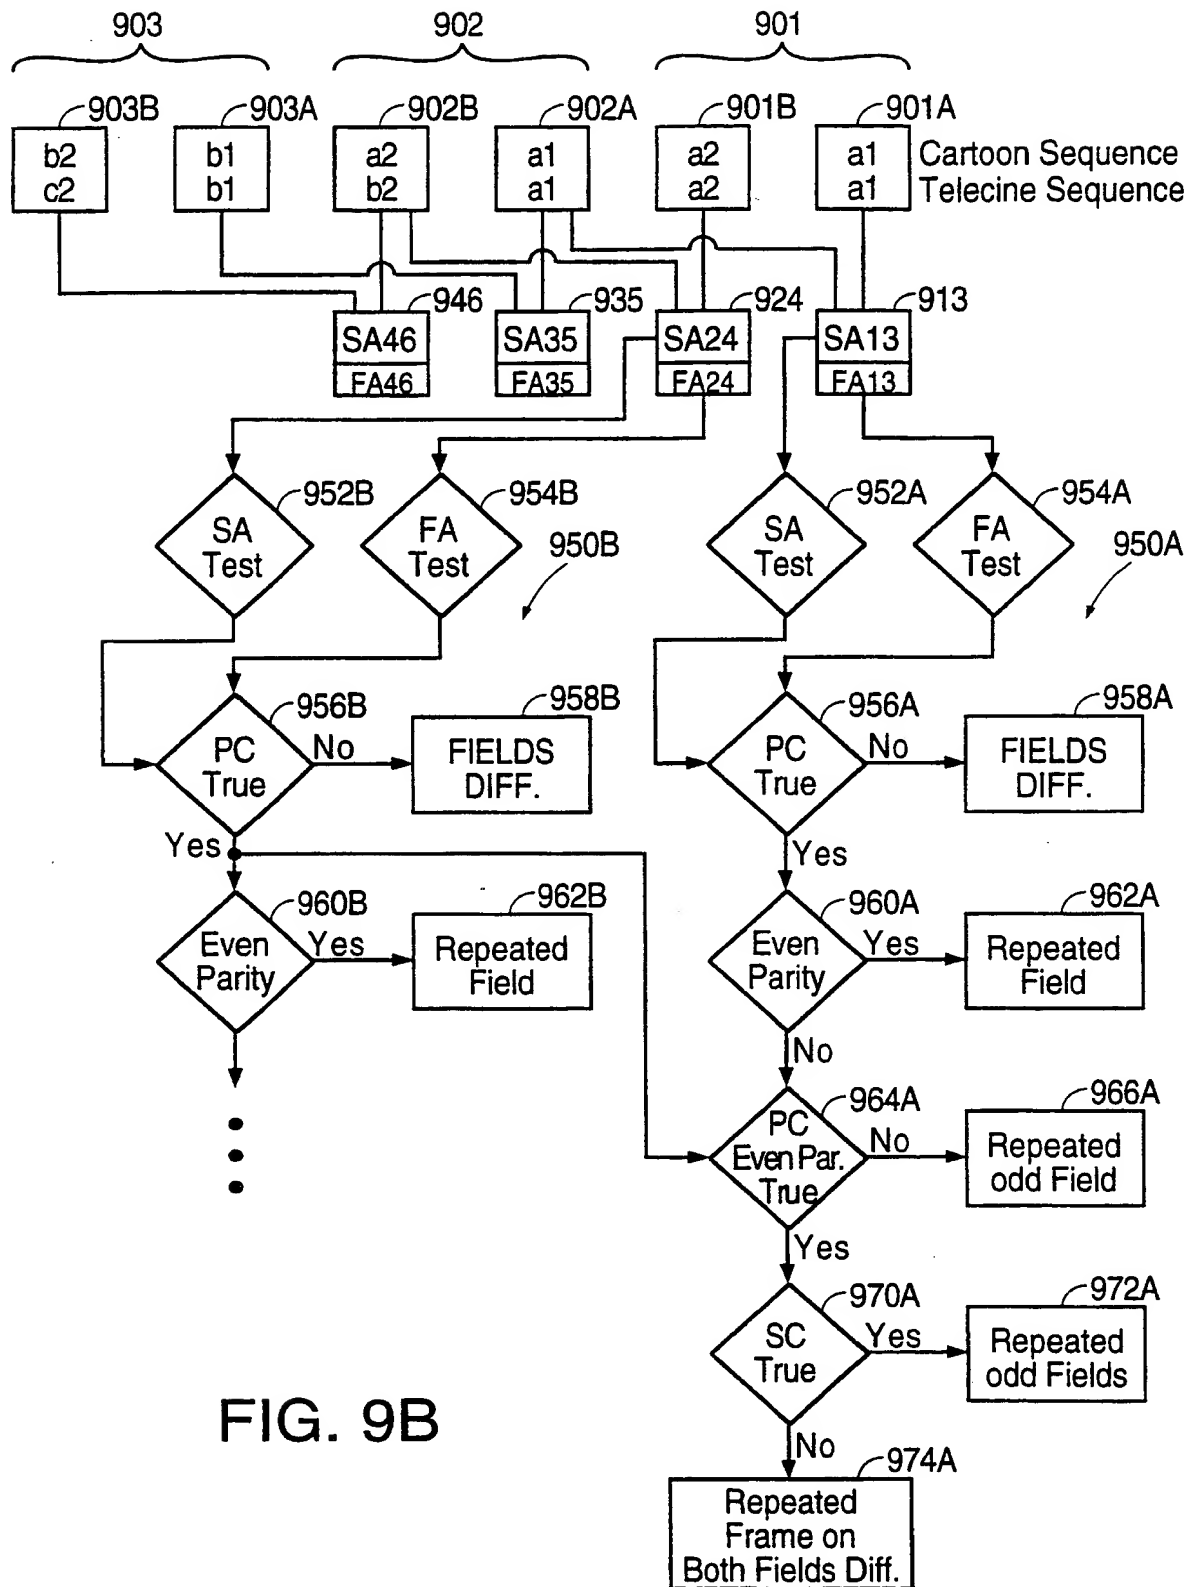 903
902
901
903B
903A
902B
902A
901B
901A
b2
c2
b1
b1
a2
b2
a1
a1
a2
a2
a1
a1
Cartoon Sequence
Telecine Sequence
946
935
924
913
SA46
FA46
SA35
FA35
SA24
FA24
SA13
FA13
952B
954B
952A
954A
SA
Test
FA
Test
950B
SA
Test
FA
Test
950A
956B
958B
956A
958A
PC
True
No
FIELDS
DIFF.
PC
True
No
FIELDS
DIFF.
Yes
Yes
960B
962B
960A
962A
Even
Parity
Yes
Repeated
Field
Even
Parity
Yes
Repeated
Field
No
964A
966A
PC
Even Par.
True
No
Repeated
odd Field
Yes
970A
972A
SC
True
Yes
Repeated
odd Fields
FIG. 9B
No
974A
Repeated
Frame on
Both Fields Diff.